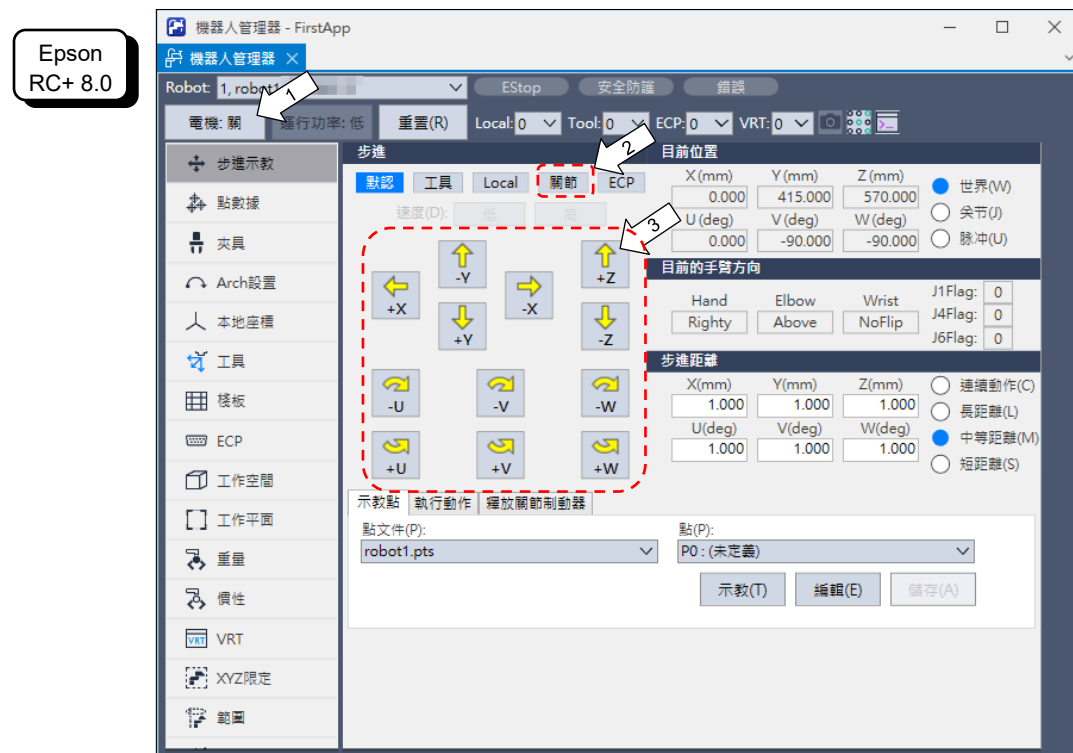 Epson
RC+ 8.0
機器人管理器 - FirstApp
機器人管理器
Robot: 1, robot1 EStop 安全防護 錯誤
電機: 關 運行功率: 低 重置(R) Local: 0 Tool: 0 ECP: 0 VRT: 0
1
2
3
步進示教
點數據
夾具
Arch設置
本地座標
工具
棧板
ECP
工作空間
工作平面
重量
慣性
VRT
XYZ限定
範圍
步進
默認 工具 Local 關節 ECP
速度(D): 低 高
-Y +Z
+X -X
+Y -Z
-U -V -W
+U +V +W
目前位置
X (mm) Y (mm) Z (mm)
0.000 415.000 570.000
U (deg) V (deg) W (deg)
0.000 -90.000 -90.000
世界(W)
关节(J)
脉冲(U)
目前的手臂方向
Hand Elbow Wrist
Righty Above NoFlip
J1Flag: 0
J4Flag: 0
J6Flag: 0
步進距離
X(mm) Y(mm) Z(mm)
1.000 1.000 1.000
U(deg) V(deg) W(deg)
1.000 1.000 1.000
連續動作(C)
長距離(L)
中等距離(M)
短距離(S)
示教點 執行動作 釋放關節制動器
點文件(P): 點(P):
robot1.pts P0 : (未定義)
示教(T) 編輯(E) 儲存(A)